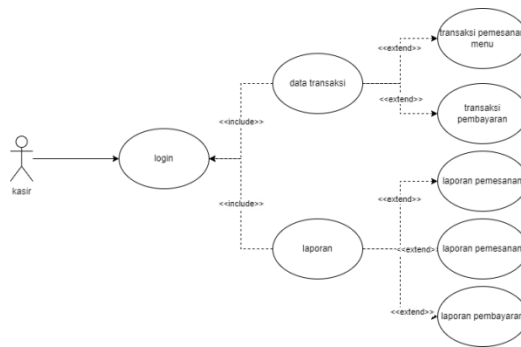 transaksi pemesanan
menu
<<extend>>
data transaksi
<<extend>>
transaksi
pembayaran
<<include>>
login
kasir
laporan pemesanan
<<extend>>
<<include>>
laporan
<<extend>>
laporan pemesanan
<<extend>>
laporan pembayaran